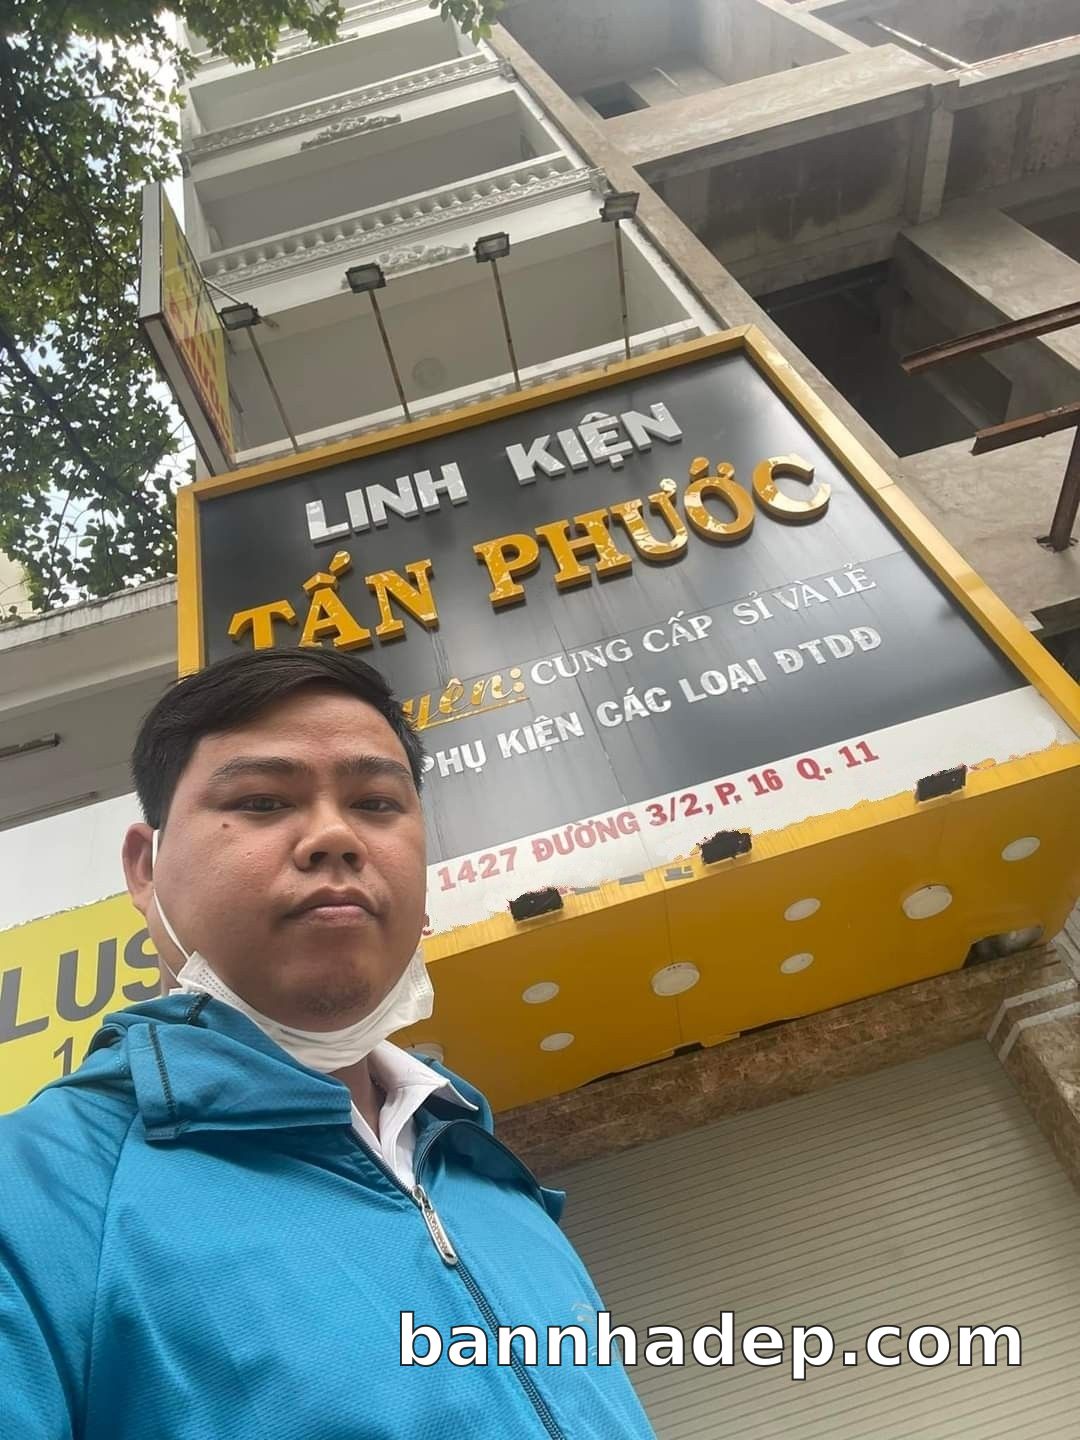 LINH KIỆN
TẤN PHƯỚC
CUNG CẤP SỈ VÀ LẺ
PHỤ KIỆN CÁC LOẠI ĐTDĐ
1427 ĐƯỜNG 3/2, P. 16 Q. 11
LUS
bannhadep.com